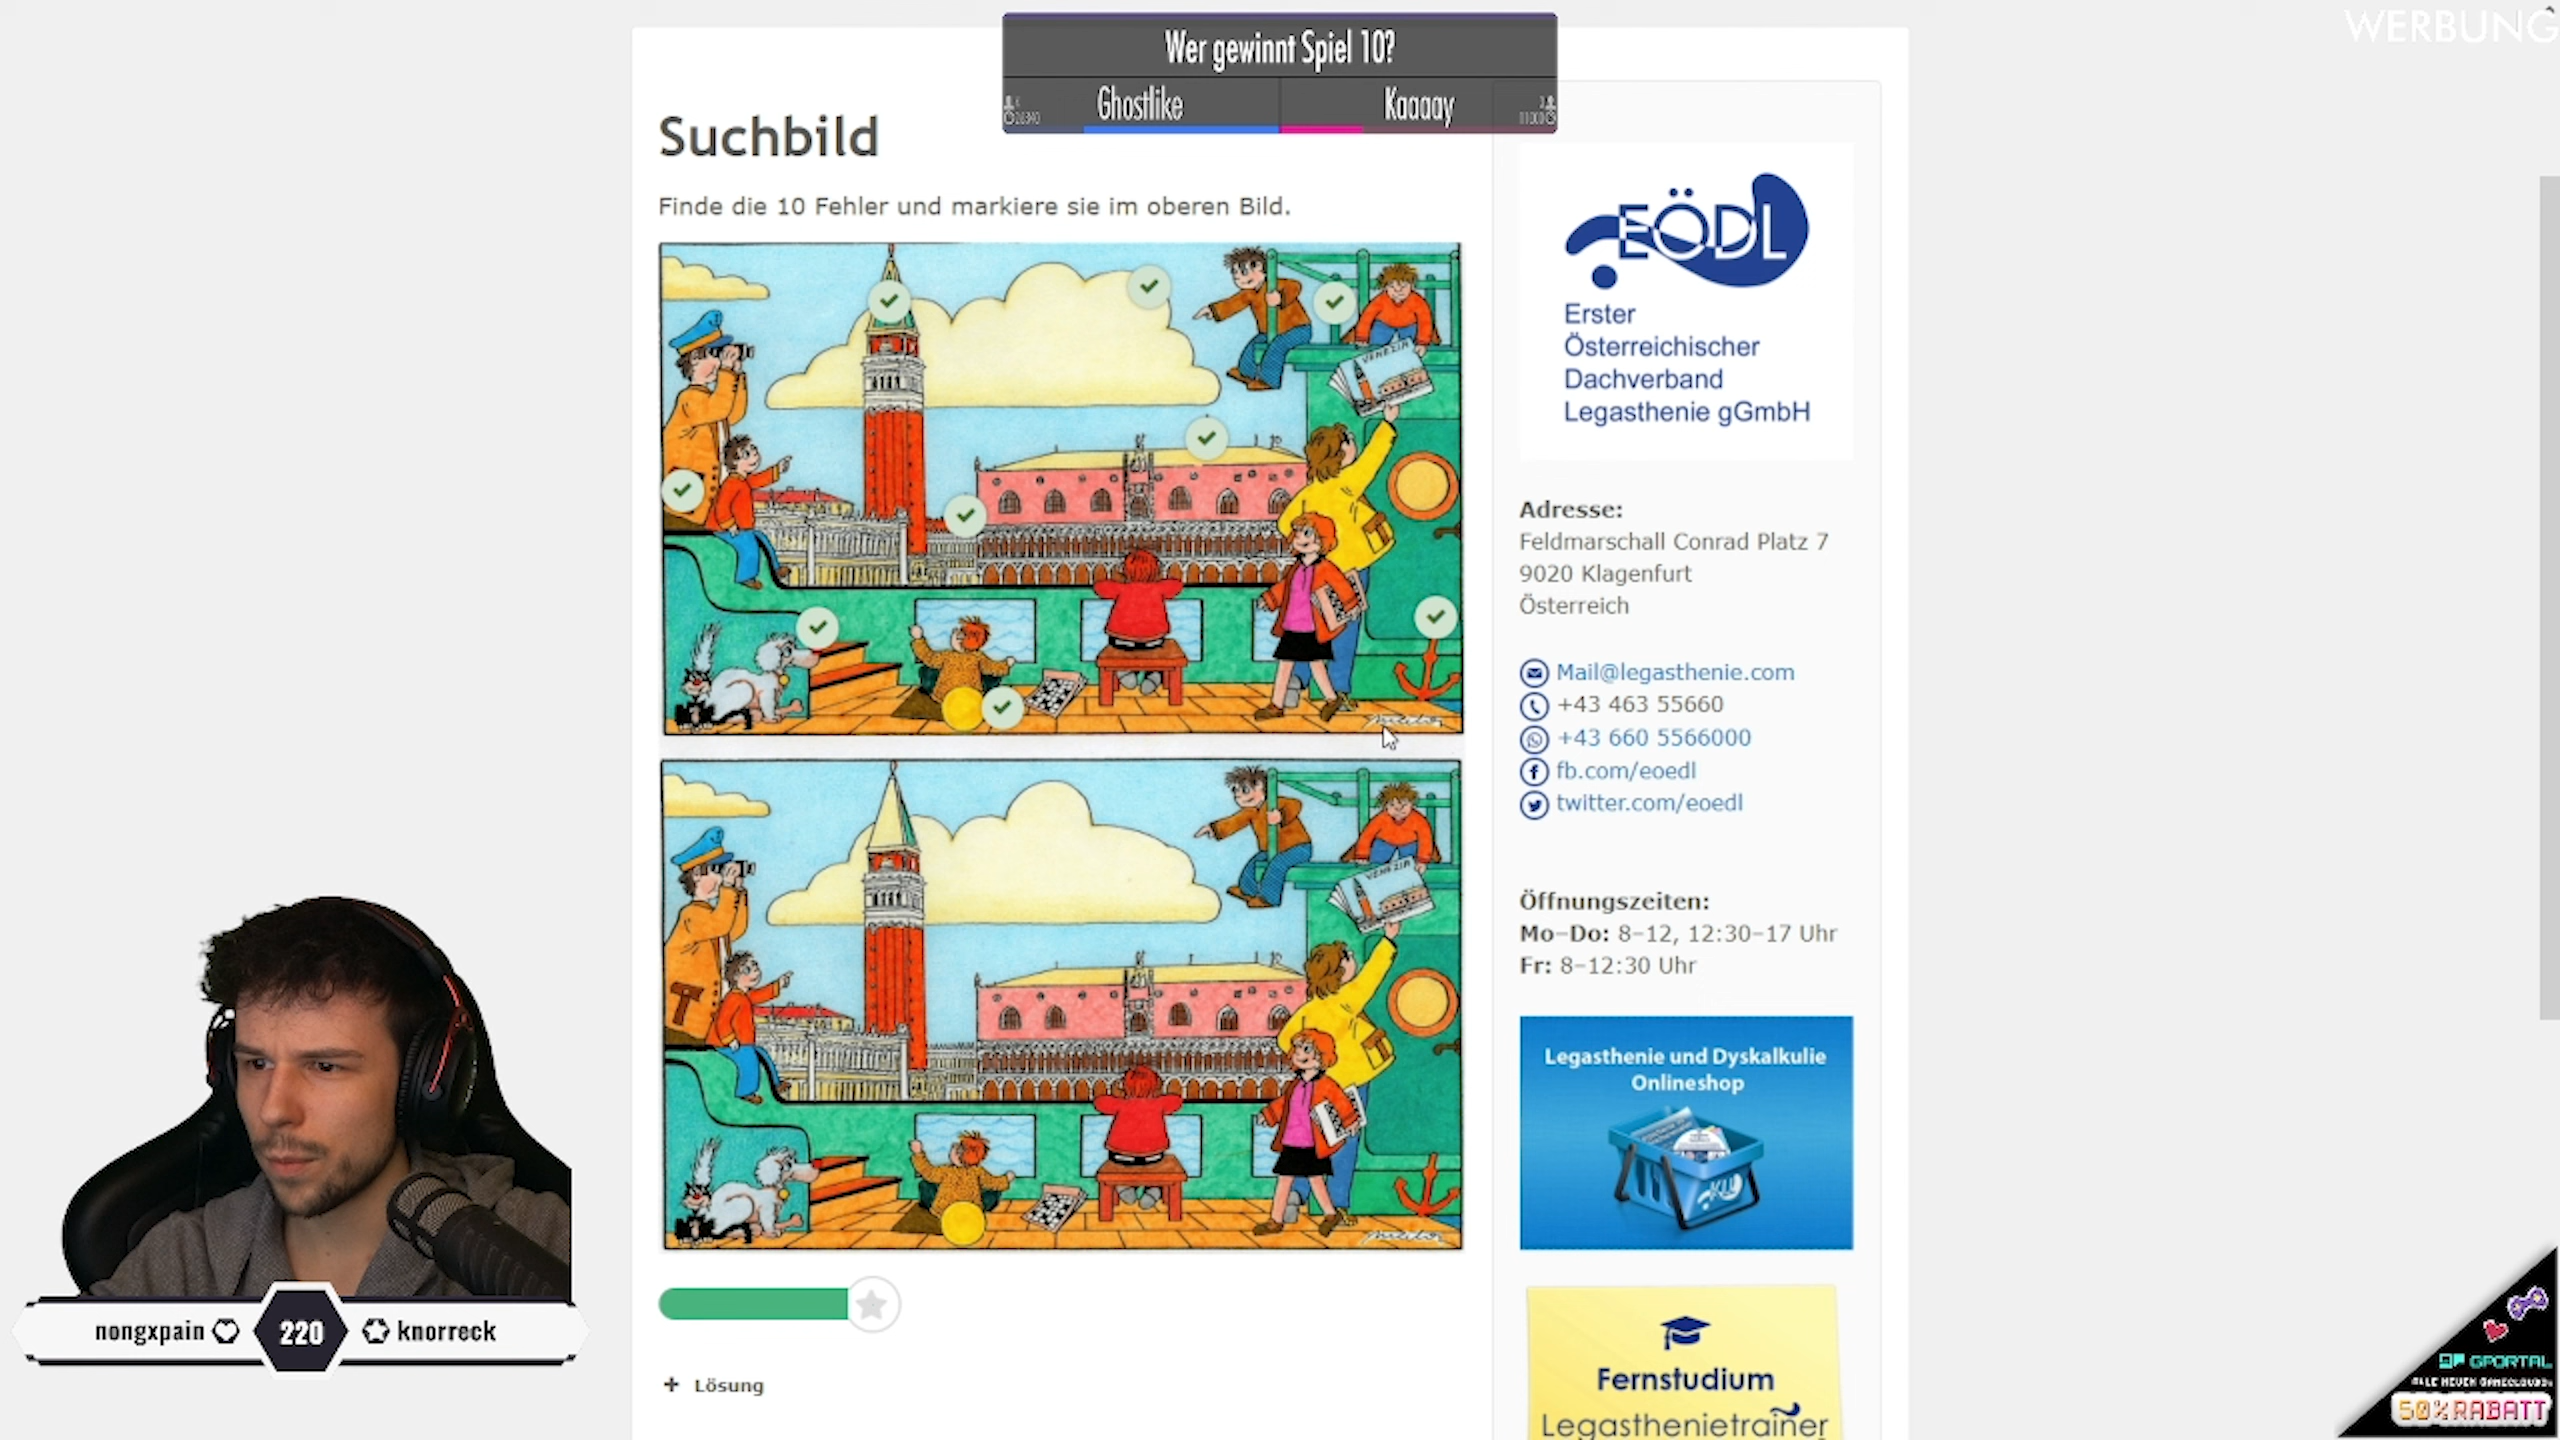 WERBUNG
Wer gewinnt Spiel 10?
Ghostlike
Kaaaay
Suchbild
Finde die 10 Fehler und markiere sie im oberen Bild.
VENEZIA
VENEZIA
Lösung
EÖDL
Erster
Österreichischer
Dachverband
Legasthenie gGmbH
Adresse:
Feldmarschall Conrad Platz 7
9020 Klagenfurt
Österreich
Mail@legasthenie.com
+43 463 55660
+43 660 5566000
fb.com/eoedl
twitter.com/eoedl
Öffnungszeiten:
Mo–Do: 8–12, 12:30–17 Uhr
Fr: 8–12:30 Uhr
Legasthenie und Dyskalkulie
Onlineshop
Fernstudium
Legasthenietrainer
nongxpain 220 knorreck
GPORTAL
50% RABATT